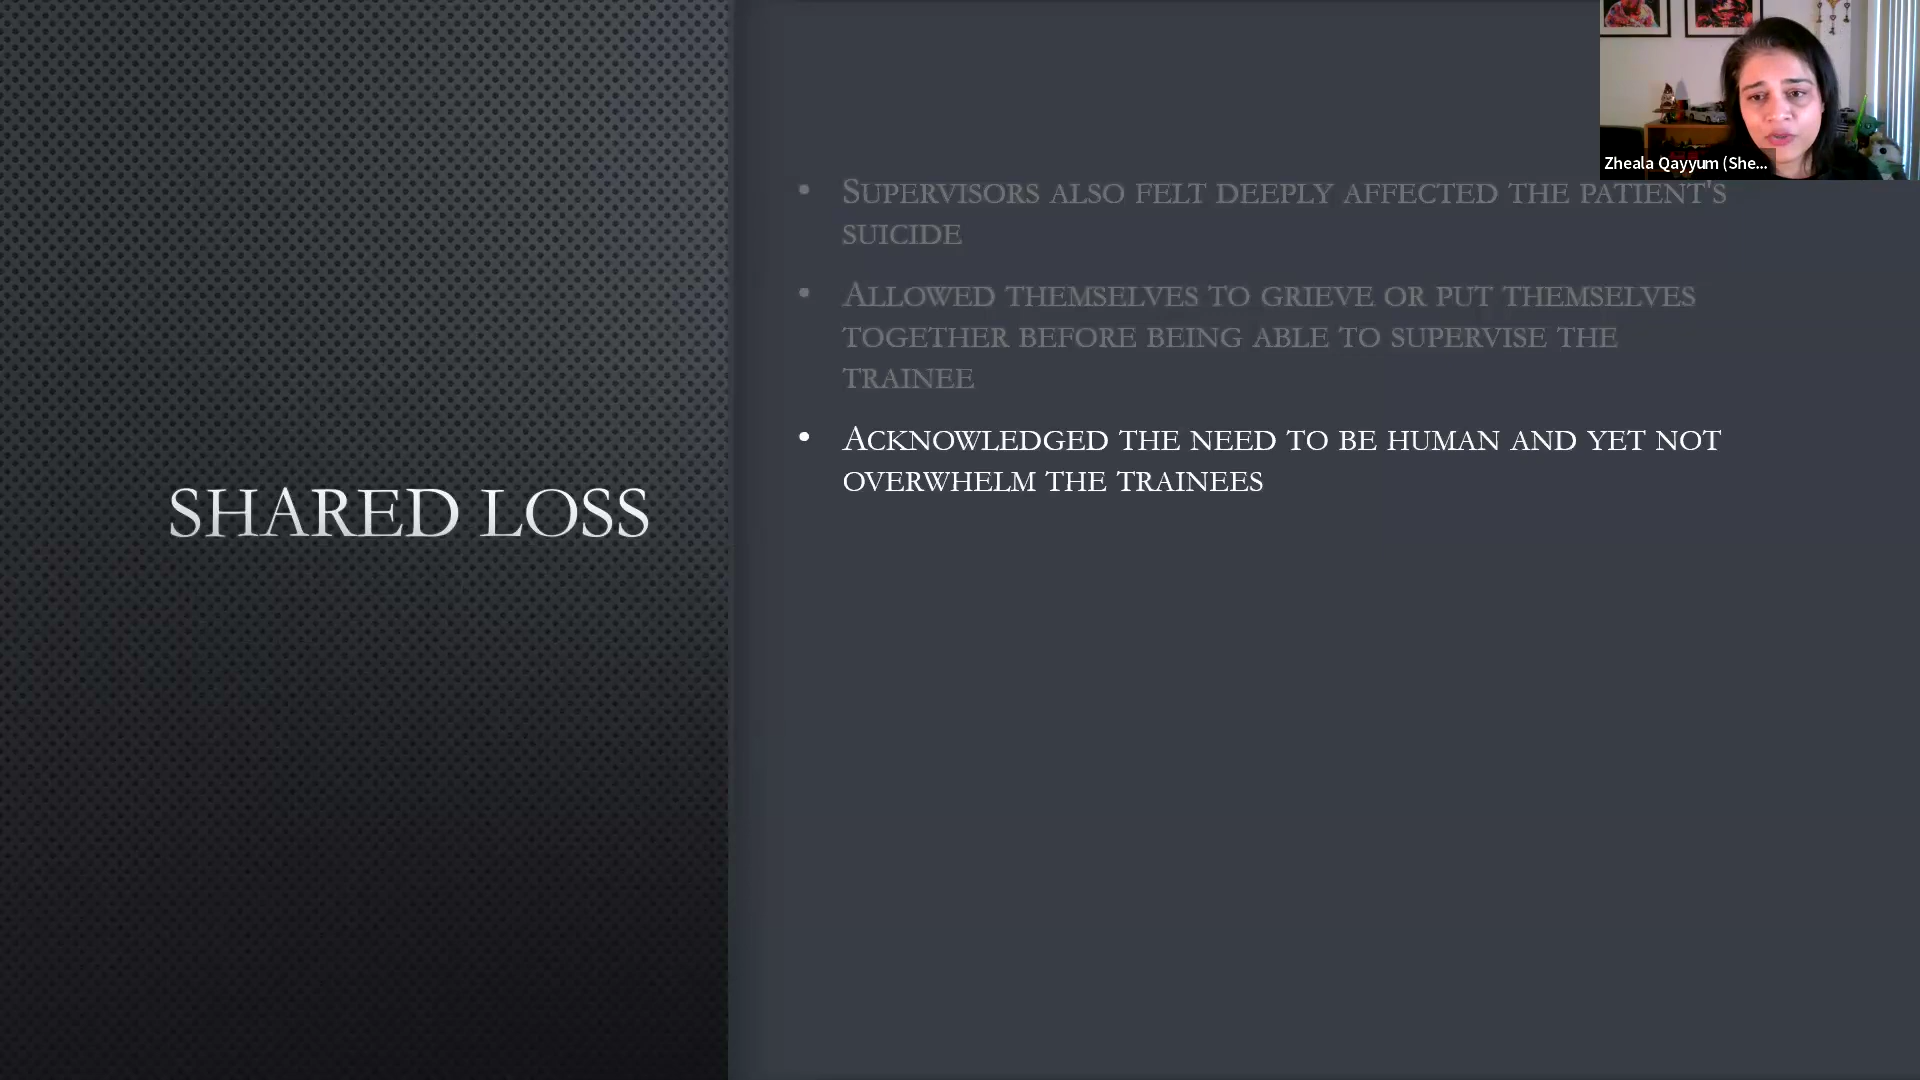 Zheala Qayyum (She...
• SUPERVISORS ALSO FELT DEEPLY AFFECTED THE PATIENT'S
SUICIDE
• ALLOWED THEMSELVES TO GRIEVE OR PUT THEMSELVES
TOGETHER BEFORE BEING ABLE TO SUPERVISE THE
TRAINEE
• ACKNOWLEDGED THE NEED TO BE HUMAN AND YET NOT
OVERWHELM THE TRAINEES
SHARED LOSS